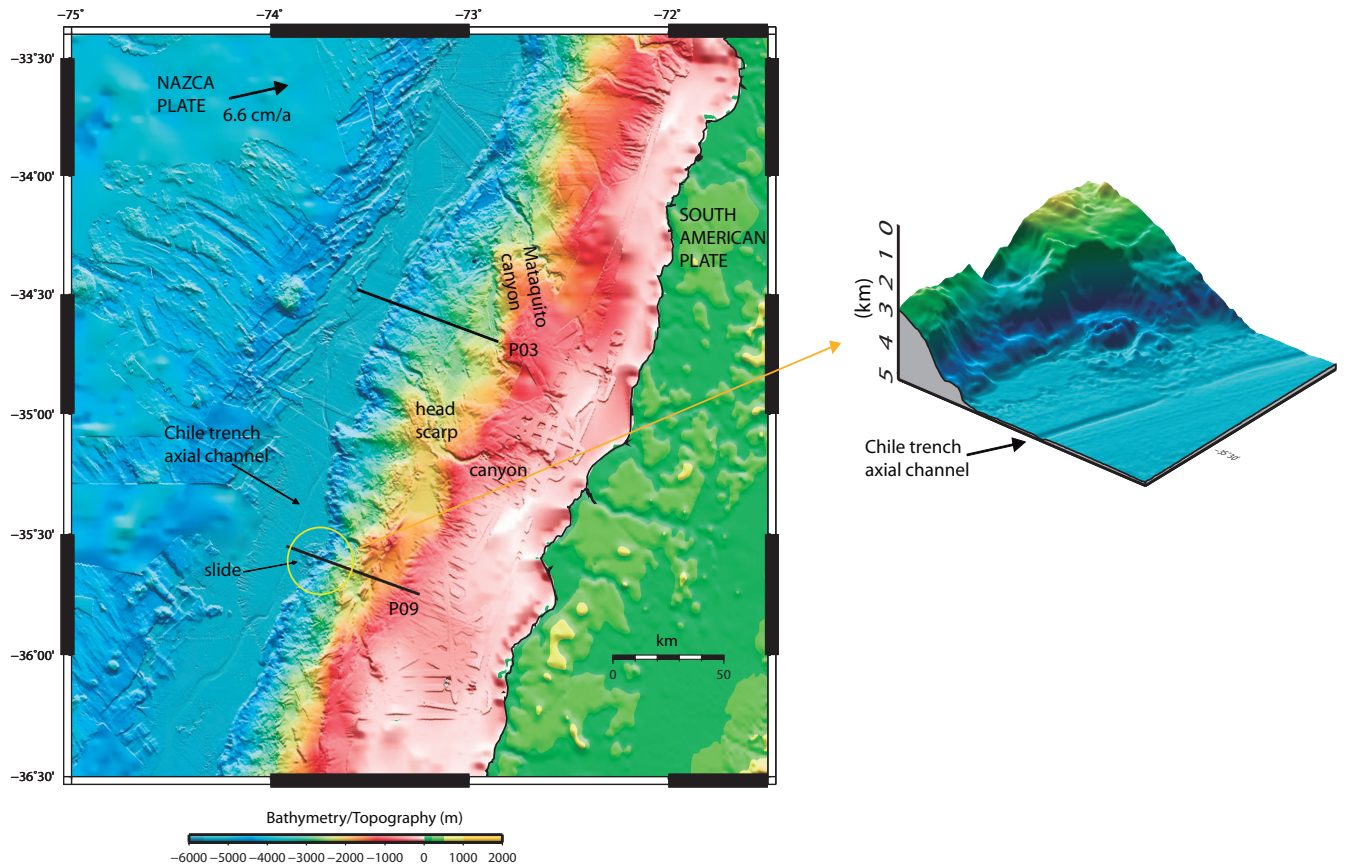 −75˚
−74˚
−73˚
−72˚
−33˚30'
−34˚00'
−34˚30'
−35˚00'
−35˚30'
−36˚00'
−36˚30'
NAZCA
PLATE
6.6 cm/a
SOUTH
AMERICAN
PLATE
Mataquito
canyon
P03
head
scarp
canyon
Chile trench
axial channel
slide
P09
km
0
50
Bathymetry/Topography (m)
−6000 −5000 −4000 −3000 −2000 −1000 0 1000 2000
(km)
0
1
2
3
4
5
Chile trench
axial channel